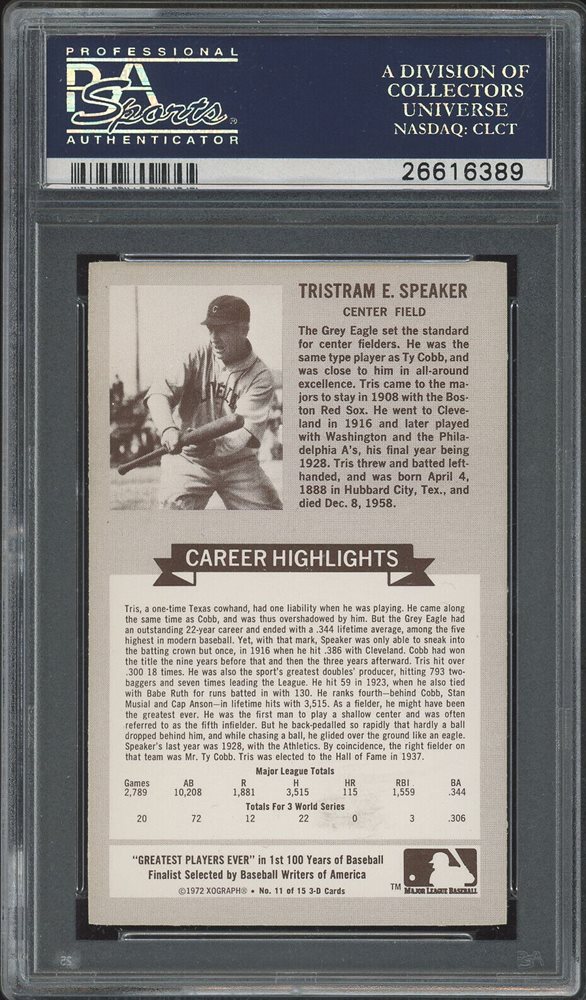 PROFESSIONAL
PSA
Sports
AUTHENTICATOR
A DIVISION OF
COLLECTORS
UNIVERSE
NASDAQ: CLCT
26616389
TRISTRAM E. SPEAKER
CENTER FIELD
The Grey Eagle set the standard
for center fielders. He was the
same type player as Ty Cobb, and
was close to him in all-around
excellence. Tris came to the ma-
jors to stay in 1908 with the Bos-
ton Red Sox. He went to Cleve-
land in 1916 and later played
with Washington and the Phila-
delphia A's, his final year being
1928. Tris threw and batted left-
handed, and was born April 4,
1888 in Hubbard City, Tex., and
died Dec. 8, 1958.
CAREER HIGHLIGHTS
Tris, a one-time Texas cowhand, had one liability when he was playing. He came along
the same time as Cobb, and was thus overshadowed by him. But the Grey Eagle had
an outstanding 22-year career and ended with a .344 lifetime average, among the five
highest in modern baseball. Yet, with that mark, Speaker was only able to sneak into
the batting crown but once, in 1916 when he hit .386 with Cleveland. Cobb had won
the title the nine years before that and then the three years afterward. Tris hit over
.300 18 times. He was also the sport's greatest doubles' producer, hitting 793 two-
baggers and seven times leading the League. He hit 59 in 1923, when he also tied
with Babe Ruth for runs batted in with 130. He ranks fourth—behind Cobb, Stan
Musial and Cap Anson—in lifetime hits with 3,515. As a fielder, he might have been
the greatest ever. He was the first man to play a shallow center and was often
referred to as the fifth infielder. But he back-pedalled so rapidly that hardly a ball
dropped behind him, and while chasing a ball, he glided over the ground like an eagle.
Speaker's last year was 1928, with the Athletics. By coincidence, the right fielder on
that team was Mr. Ty Cobb. Tris was elected to the Hall of Fame in 1937.
Major League Totals
Games AB R H HR RBI BA
2,789 10,208 1,881 3,515 115 1,559 .344
Totals For 3 World Series
20 72 12 22 0 3 .306
"GREATEST PLAYERS EVER" in 1st 100 Years of Baseball
Finalist Selected by Baseball Writers of America
©1972 XOGRAPH® • No. 11 of 15 3-D Cards
TM MAJOR LEAGUE BASEBALL